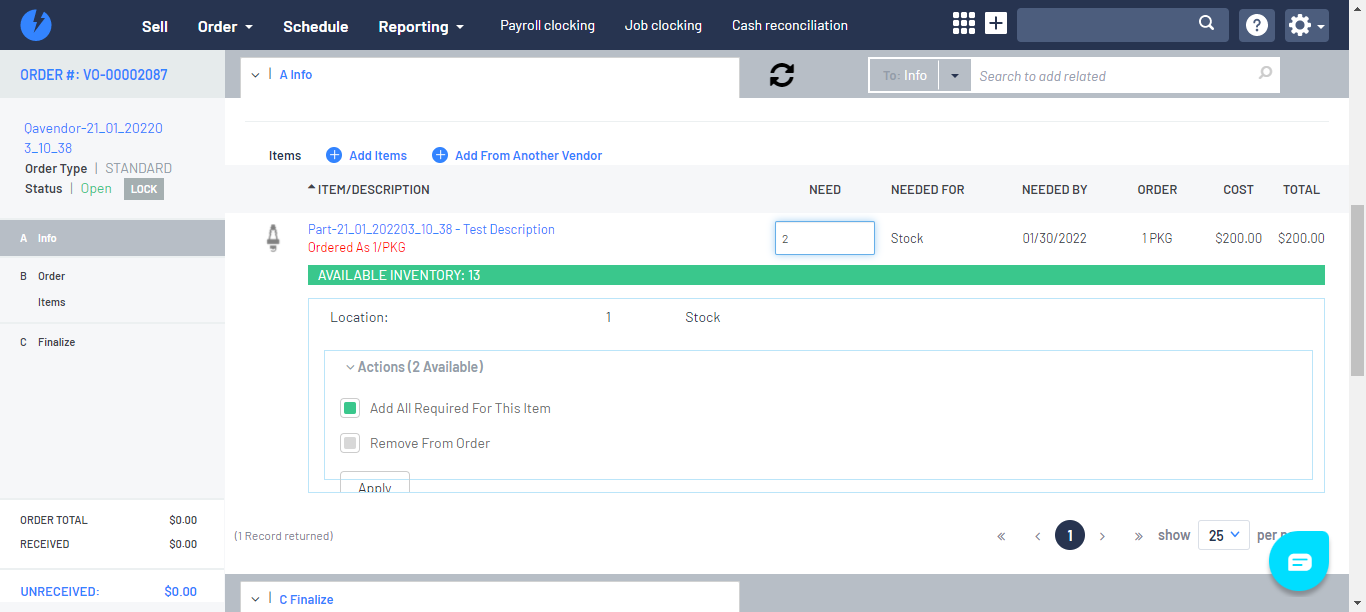 Sell Order Schedule Reporting Payroll clocking Job clocking Cash reconciliation
ORDER #: VO-00002087
Qavendor-21_01_20220
3_10_38
Order Type | STANDARD
Status | Open LOCK
A Info
B Order
Items
C Finalize
ORDER TOTAL $0.00
RECEIVED $0.00
UNRECEIVED: $0.00
A Info To: Info Search to add related
Items Add Items Add From Another Vendor
ITEM/DESCRIPTION NEED NEEDED FOR NEEDED BY ORDER COST TOTAL
Part-21_01_202203_10_38 - Test Description
Ordered As 1/PKG
2 Stock 01/30/2022 1 PKG $200.00 $200.00
AVAILABLE INVENTORY: 13
Location: 1 Stock
Actions (2 Available)
Add All Required For This Item
Remove From Order
Apply
(1 Record returned) « ‹ 1 › » show 25 per
C Finalize